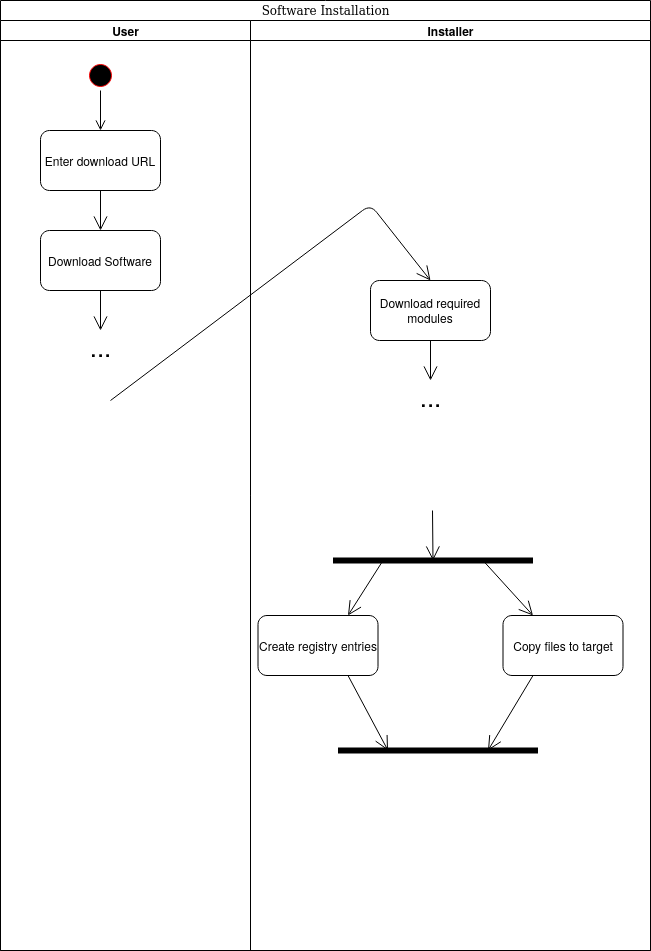 Software Installation
User
Installer
Enter download URL
Download Software
...
Download required
modules
...
Create registry entries
Copy files to target